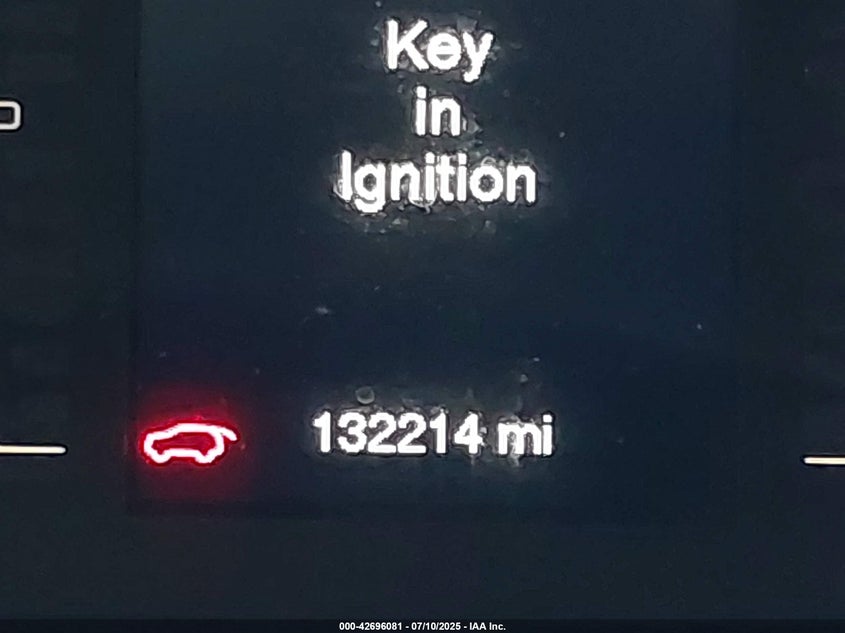 Key
in
Ignition
132214 mi
000-42696081 - 07/10/2025 - IAA Inc.